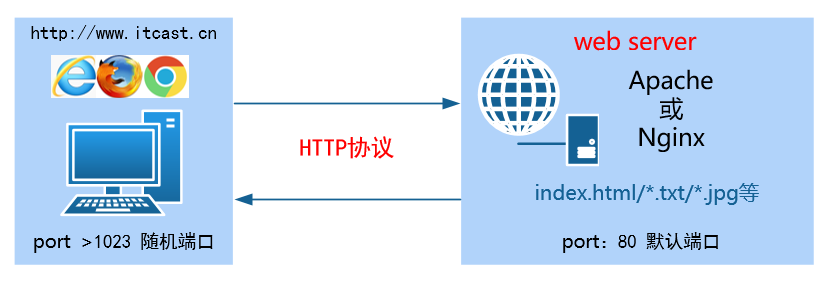 http://www.itcast.cn
port >1023 随机端口
HTTP协议
web server
Apache
或
Nginx
index.html/*.txt/*.jpg等
port：80 默认端口